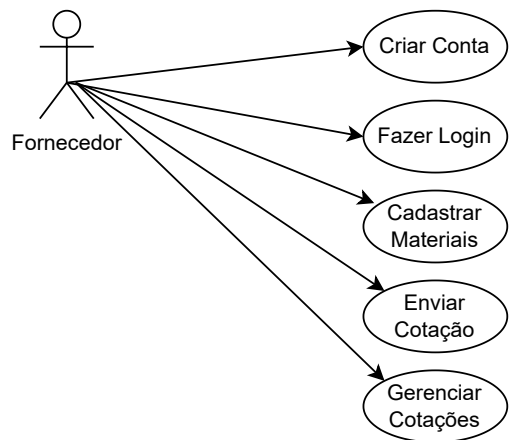 Criar Conta
Fazer Login
Fornecedor
Cadastrar
Materiais
Enviar
Cotação
Gerenciar
Cotações